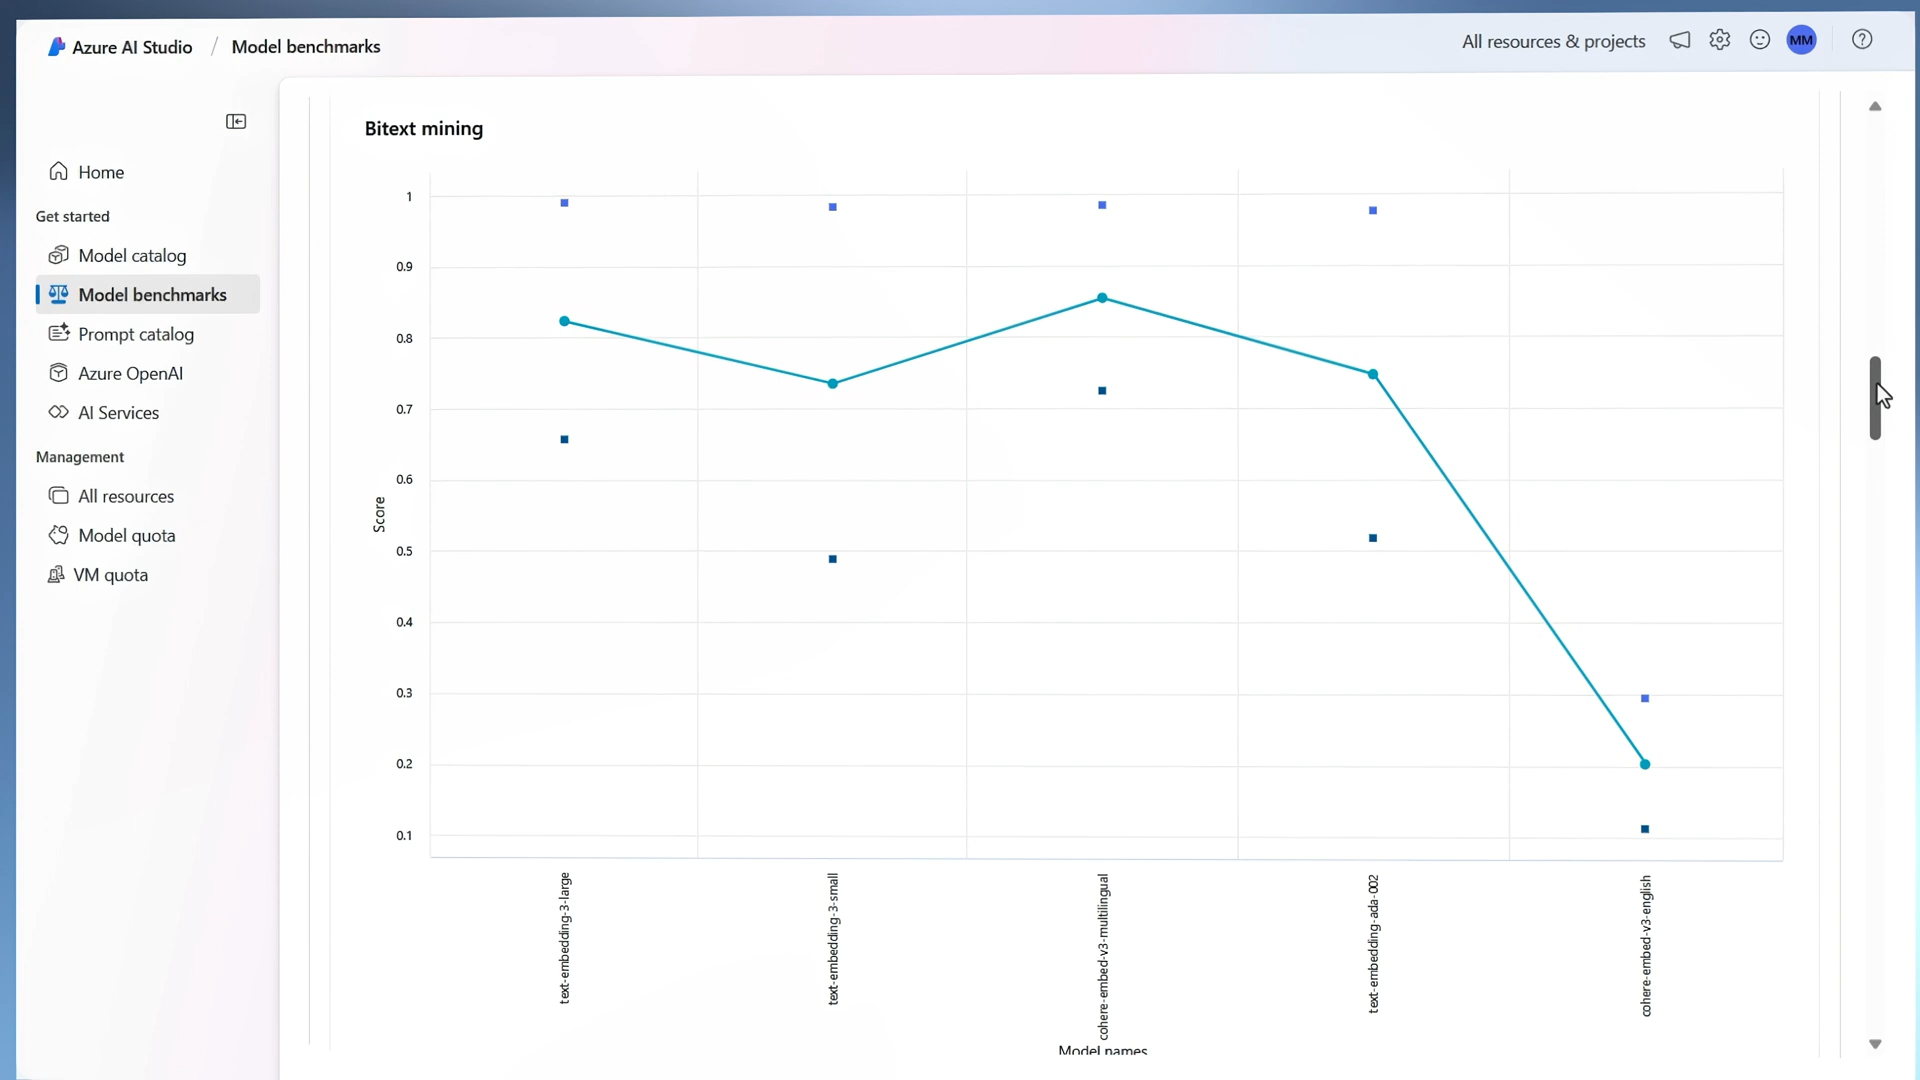 Azure AI Studio / Model benchmarks
All resources & projects
MM
Home
Get started
Model catalog
Model benchmarks
Prompt catalog
Azure OpenAI
AI Services
Management
All resources
Model quota
VM quota
Bitext mining
Score
1
0.9
0.8
0.7
0.6
0.5
0.4
0.3
0.2
0.1
text-embedding-3-large
text-embedding-3-small
cohere-embed-v3-multilingual
text-embedding-ada-002
cohere-embed-v3-english
Model names